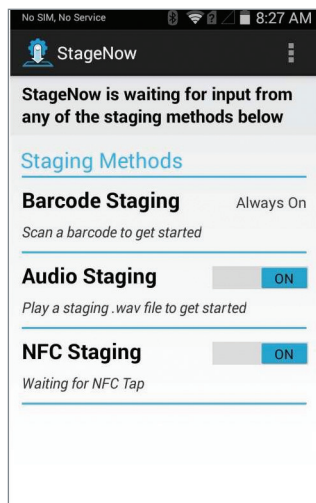 No SIM, No Service 8:27 AM
StageNow
StageNow is waiting for input from
any of the staging methods below
Staging Methods
Barcode Staging Always On
Scan a barcode to get started
Audio Staging ON
Play a staging .wav file to get started
NFC Staging ON
Waiting for NFC Tap